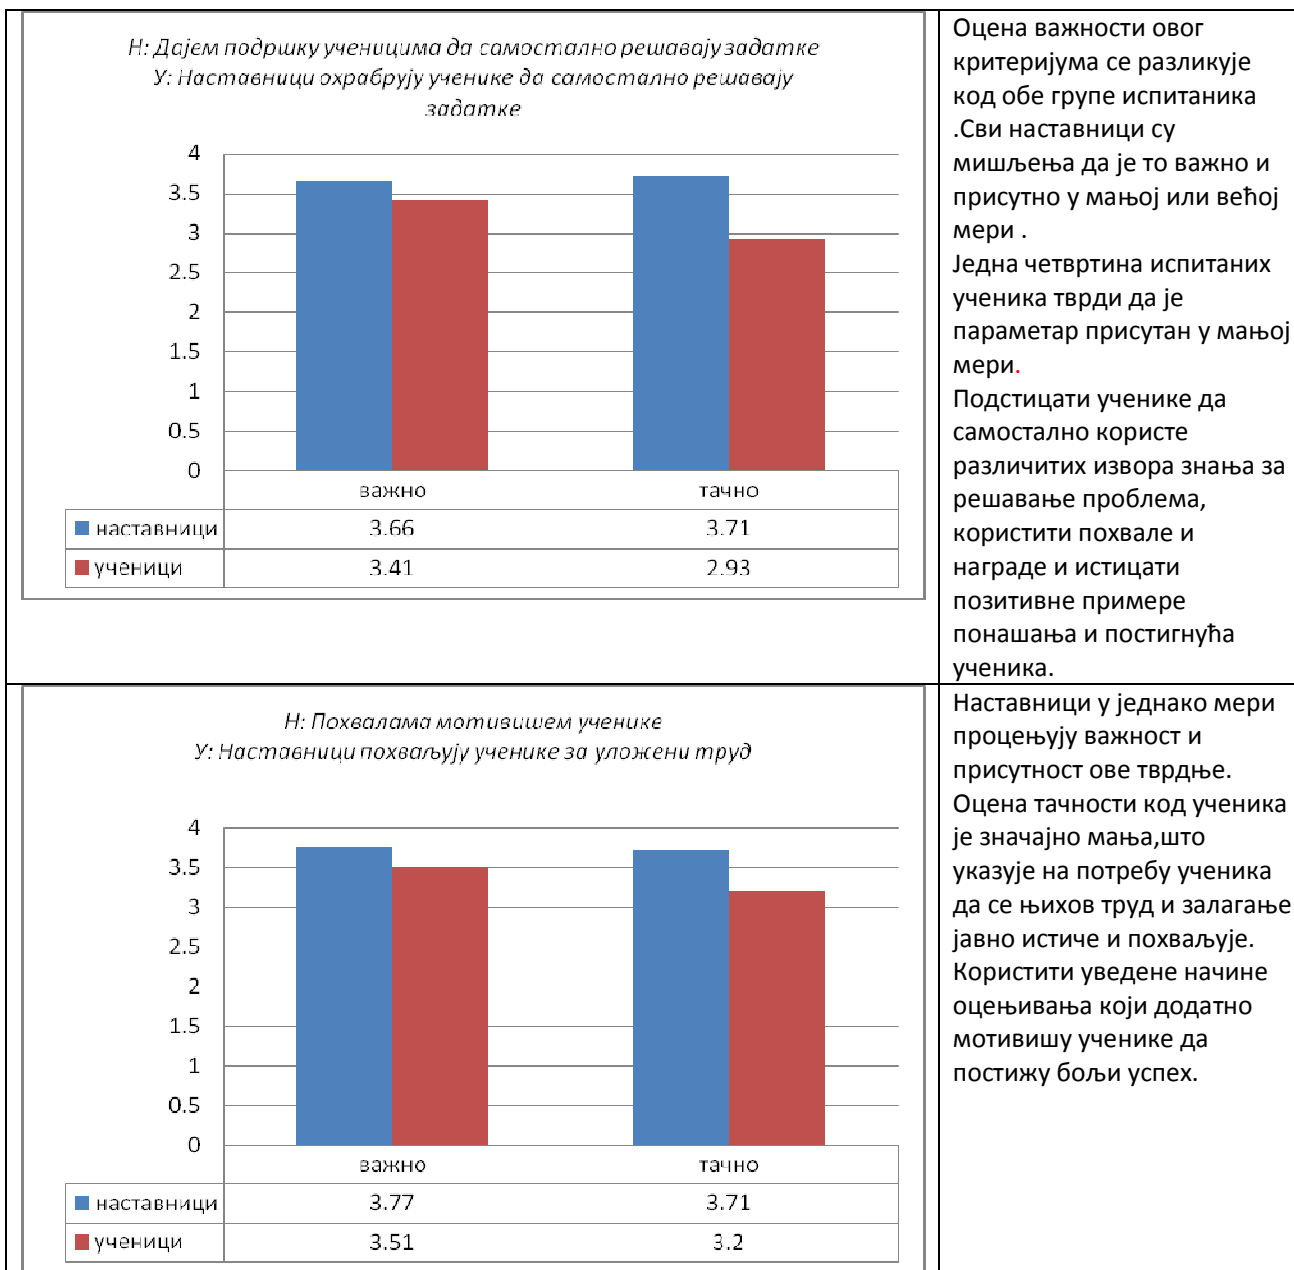 Н: Дајем подршку ученицима да самостално решавају задатке
У: Наставници охрабрују ученике да самостално решавају
задатке
4
3.5
3
2.5
2
1.5
1
0.5
0
важно тачно
наставници 3.66 3.71
ученици 3.41 2.93
Оцена важности овог
критеријума се разликује
код обе групе испитаника
.Сви наставници су
мишљења да је то важно и
присутно у мањој или већој
мери .
Једна четвртина испитаних
ученика тврди да је
параметар присутан у мањој
мери.
Подстицати ученике да
самостално користе
различитих извора знања за
решавање проблема,
користити похвале и
награде и истицати
позитивне примере
понашања и постигнућа
ученика.
Н: Похвалама мотивишем ученике
У: Наставници похваљују ученике за уложени труд
4
3.5
3
2.5
2
1.5
1
0.5
0
важно тачно
наставници 3.77 3.71
ученици 3.51 3.2
Наставници у једнако мери
процењују важност и
присутност ове тврдње.
Оцена тачности код ученика
је значајно мања,што
указује на потребу ученика
да се њихов труд и залагање
јавно истиче и похваљује.
Користити уведене начине
оцењивања који додатно
мотивишу ученике да
постижу бољи успех.